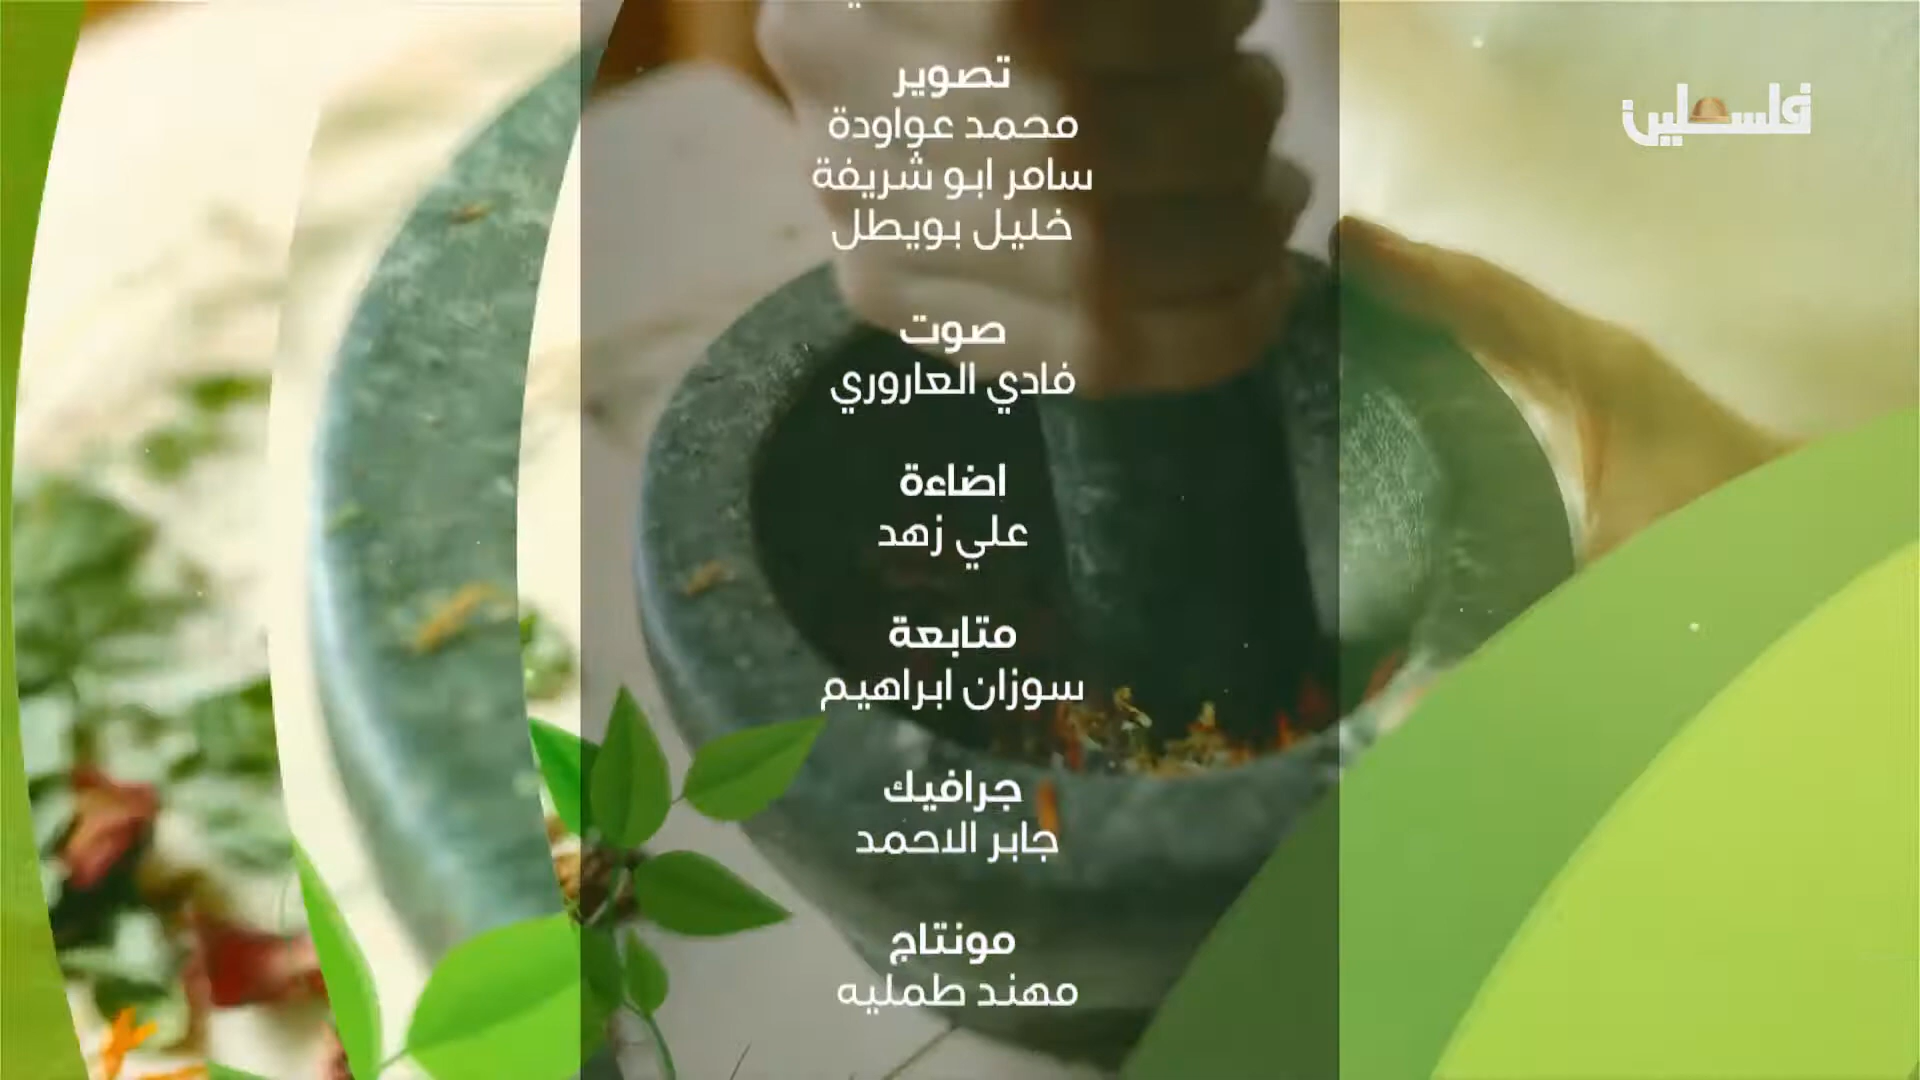 تصوير
محمد عواودة
سامر ابو شريفة
خليل بويطل
صوت
فادي العاروري
اضاءة
علي زهد
متابعة
سوزان ابراهيم
جرافيك
جابر الاحمد
مونتاج
مهند طمليه
فلسطين